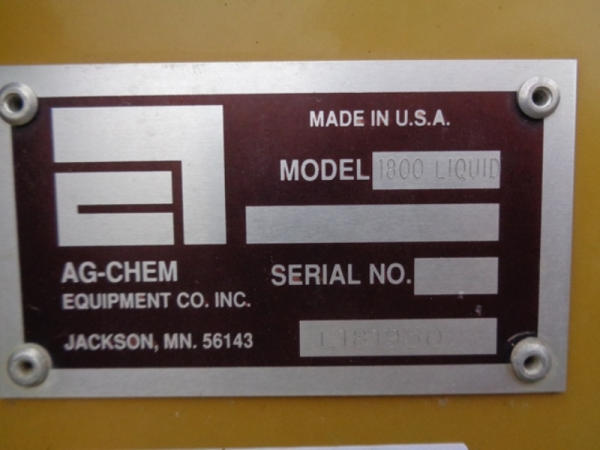 MADE IN U.S.A.
MODEL 1800 LIQUID
AG-CHEM
EQUIPMENT CO. INC.
JACKSON, MN. 56143
SERIAL NO.